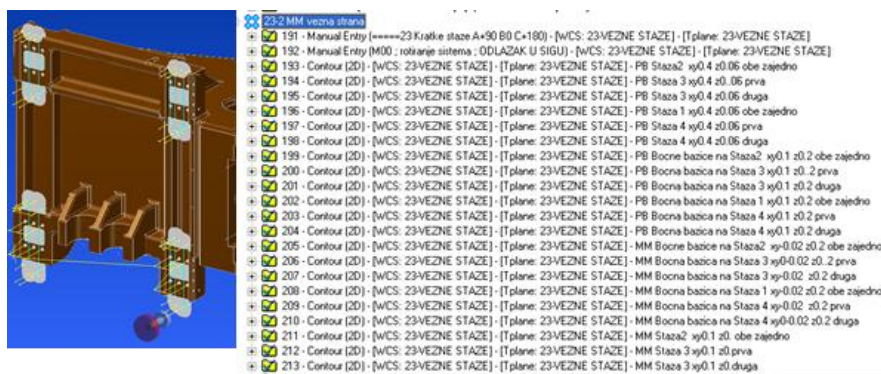 23-2 MM vezna strana
191 - Manual Entry (=====23 Kratke staze A+90 B0 C+180) - [WCS: 23-VEZNE STAZE] - [Tplane: 23-VEZNE STAZE]
192 - Manual Entry (M00 ; rotiranje sistema ; ODLAZAK U SIGU) - [WCS: 23-VEZNE STAZE] - [Tplane: 23-VEZNE STAZE]
193 - Contour (2D) - [WCS: 23-VEZNE STAZE] - [Tplane: 23-VEZNE STAZE] - PB Staza2 xy0.4 z0.06 obe zajedno
194 - Contour (2D) - [WCS: 23-VEZNE STAZE] - [Tplane: 23-VEZNE STAZE] - PB Staza 3 xy0.4 z0..06 prva
195 - Contour (2D) - [WCS: 23-VEZNE STAZE] - [Tplane: 23-VEZNE STAZE] - PB Staza 3 xy0.4 z0.06 druga
196 - Contour (2D) - [WCS: 23-VEZNE STAZE] - [Tplane: 23-VEZNE STAZE] - PB Staza 1 xy0.4 z0.06 obe zajedno
197 - Contour (2D) - [WCS: 23-VEZNE STAZE] - [Tplane: 23-VEZNE STAZE] - PB Staza 4 xy0.4 z0.06 prva
198 - Contour (2D) - [WCS: 23-VEZNE STAZE] - [Tplane: 23-VEZNE STAZE] - PB Staza 4 xy0.4 z0.06 druga
199 - Contour (2D) - [WCS: 23-VEZNE STAZE] - [Tplane: 23-VEZNE STAZE] - PB Bocne bazice na Staza2 xy0.1 z0.2 obe zajedno
200 - Contour (2D) - [WCS: 23-VEZNE STAZE] - [Tplane: 23-VEZNE STAZE] - PB Bocna bazica na Staza 3 xy0.1 z0..2 prva
201 - Contour (2D) - [WCS: 23-VEZNE STAZE] - [Tplane: 23-VEZNE STAZE] - PB Bocna bazica na Staza 3 xy0.1 z0.2 druga
202 - Contour (2D) - [WCS: 23-VEZNE STAZE] - [Tplane: 23-VEZNE STAZE] - PB Bocna bazica na Staza 1 xy0.1 z0.2 obe zajedno
203 - Contour (2D) - [WCS: 23-VEZNE STAZE] - [Tplane: 23-VEZNE STAZE] - PB Bocna bazica na Staza 4 xy0.1 z0.2 prva
204 - Contour (2D) - [WCS: 23-VEZNE STAZE] - [Tplane: 23-VEZNE STAZE] - PB Bocna bazica na Staza 4 xy0.1 z0.2 druga
205 - Contour (2D) - [WCS: 23-VEZNE STAZE] - [Tplane: 23-VEZNE STAZE] - MM Bocne bazice na Staza2 xy-0.02 z0.2 obe zajedno
206 - Contour (2D) - [WCS: 23-VEZNE STAZE] - [Tplane: 23-VEZNE STAZE] - MM Bocna bazica na Staza 3 xy0-0.02 z0..2 prva
207 - Contour (2D) - [WCS: 23-VEZNE STAZE] - [Tplane: 23-VEZNE STAZE] - MM Bocna bazica na Staza 3 xy-0.02 z0.2 druga
208 - Contour (2D) - [WCS: 23-VEZNE STAZE] - [Tplane: 23-VEZNE STAZE] - MM Bocna bazica na Staza 1 xy-0.02 z0.2 obe zajedno
209 - Contour (2D) - [WCS: 23-VEZNE STAZE] - [Tplane: 23-VEZNE STAZE] - MM Bocna bazica na Staza 4 xy-0.02 z0.2 prva
210 - Contour (2D) - [WCS: 23-VEZNE STAZE] - [Tplane: 23-VEZNE STAZE] - MM Bocna bazica na Staza 4 xy0-0.02 z0.2 druga
211 - Contour (2D) - [WCS: 23-VEZNE STAZE] - [Tplane: 23-VEZNE STAZE] - MM Staza2 xy0.1 z0. obe zajedno
212 - Contour (2D) - [WCS: 23-VEZNE STAZE] - [Tplane: 23-VEZNE STAZE] - MM Staza 3 xy0.1 z0.prva
213 - Contour (2D) - [WCS: 23-VEZNE STAZE] - [Tplane: 23-VEZNE STAZE] - MM Staza 3 xy0.1 z0.druga